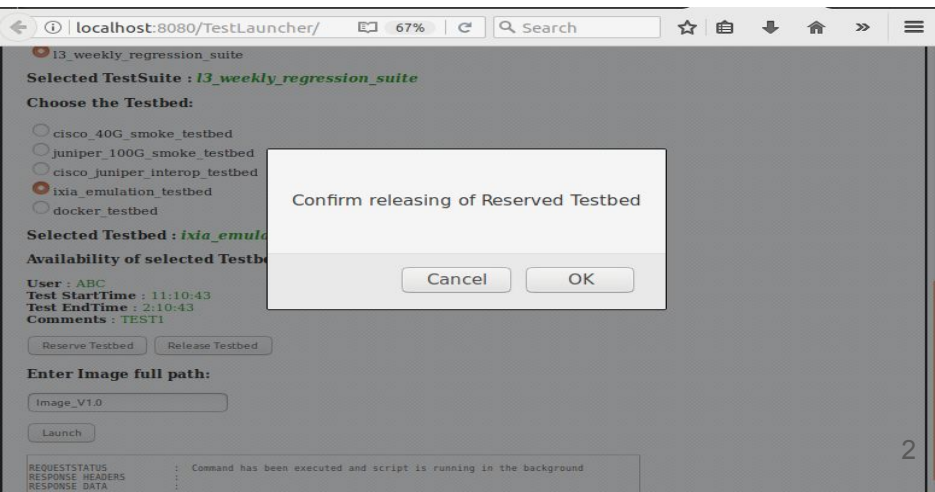 localhost:8080/TestLauncher/ 67% Search
l3_weekly_regression_suite
Selected TestSuite : l3_weekly_regression_suite
Choose the Testbed:
cisco_40G_smoke_testbed
juniper_100G_smoke_testbed
cisco_juniper_interop_testbed
ixia_emulation_testbed
docker_testbed
Selected Testbed : ixia_emula
Availability of selected Testbe
User : ABC
Test StartTime : 11:10:43
Test EndTime : 2:10:43
Comments : TEST1
Reserve Testbed Release Testbed
Enter Image full path:
Image_V1.0
Launch
REQUESTSTATUS : Command has been executed and script is running in the background
RESPONSE HEADERS :
RESPONSE DATA :
Confirm releasing of Reserved Testbed
Cancel OK
2